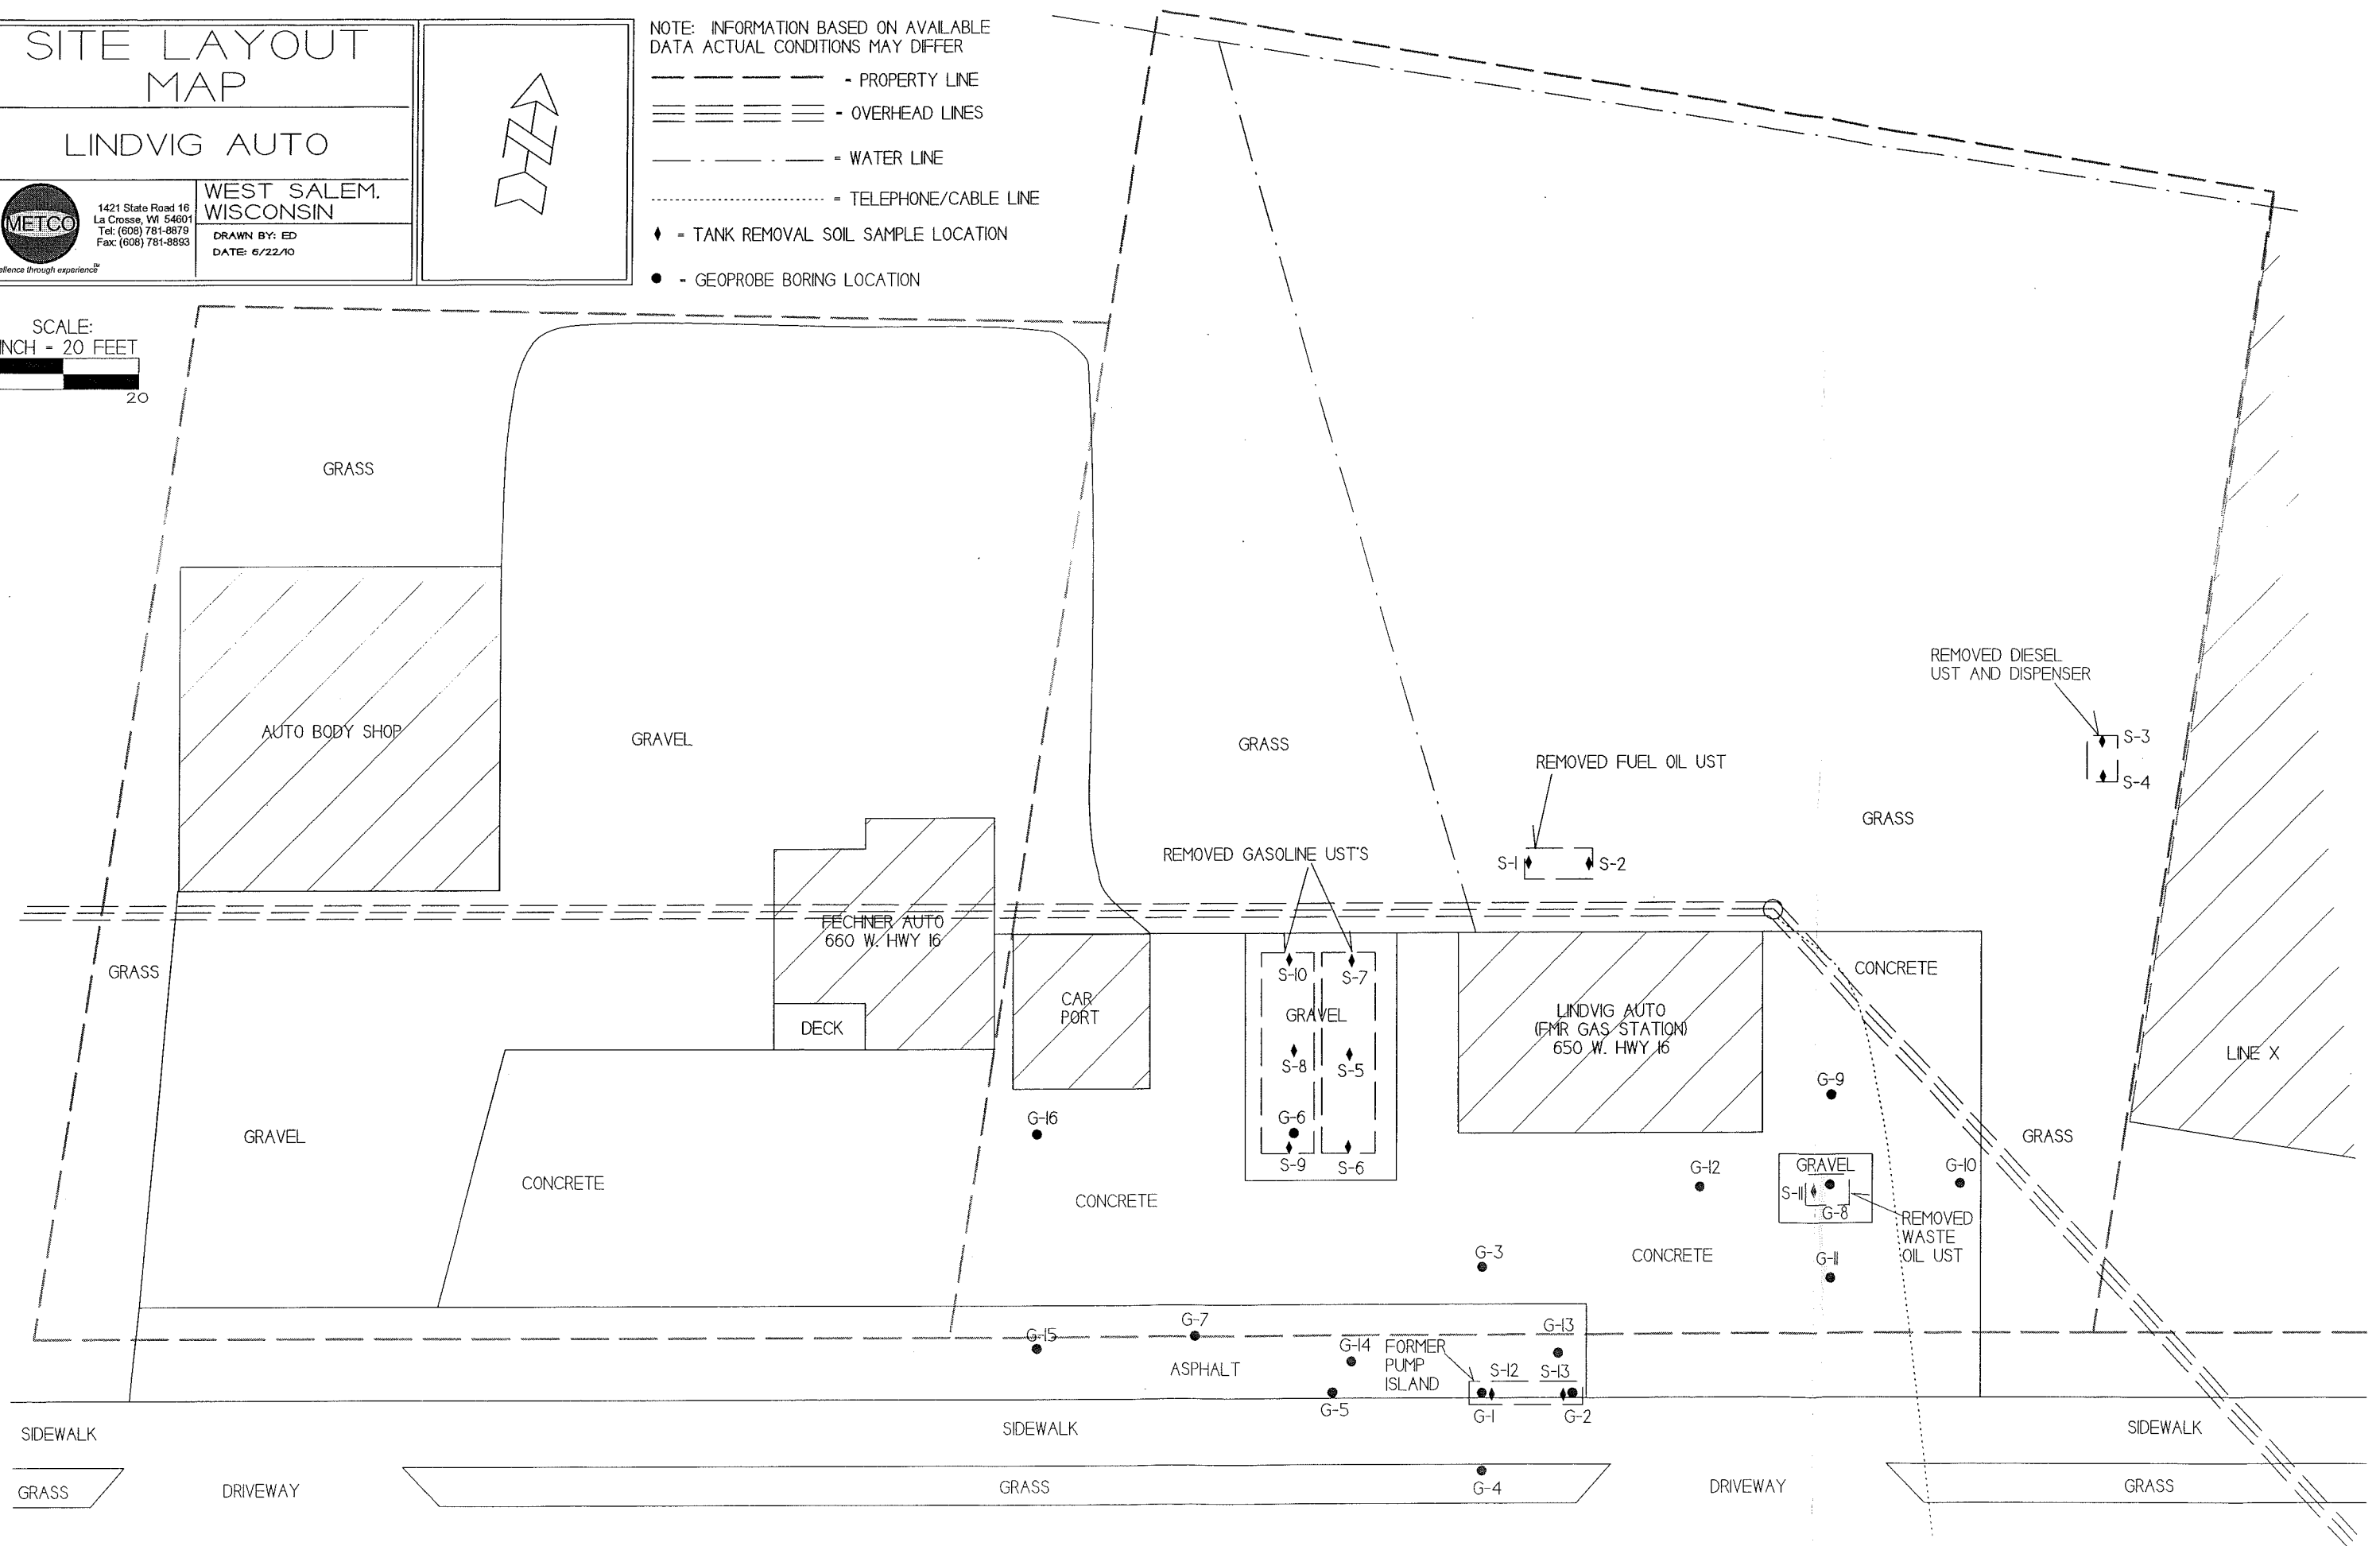 SITE LAYOUT
MAP
LINDVIG AUTO
METCO
1421 State Road 16
La Crosse, WI 54601
Tel: (608) 781-8879
Fax: (608) 781-8893
llence through experience
TM
WEST SALEM,
WISCONSIN
DRAWN BY: ED
DATE: 6/22/10
N
NOTE: INFORMATION BASED ON AVAILABLE
DATA ACTUAL CONDITIONS MAY DIFFER
- PROPERTY LINE
- OVERHEAD LINES
= WATER LINE
= TELEPHONE/CABLE LINE
= TANK REMOVAL SOIL SAMPLE LOCATION
- GEOPROBE BORING LOCATION
SCALE:
INCH - 20 FEET
20
GRASS
AUTO BODY SHOP
GRAVEL
GRASS
REMOVED DIESEL
UST AND DISPENSER
S-3
S-4
REMOVED FUEL OIL UST
S-1
S-2
GRASS
REMOVED GASOLINE UST'S
FECHNER AUTO
660 W. HWY 16
DECK
GRASS
CAR
PORT
S-10
S-7
GRAVEL
S-8
S-5
G-6
S-9
S-6
LINDVIG AUTO
(FMR GAS STATION)
650 W. HWY 16
CONCRETE
LINE X
G-9
G-16
GRAVEL
CONCRETE
CONCRETE
G-12
GRAVEL
S-11
G-8
G-10
GRASS
REMOVED
WASTE
OIL UST
G-3
CONCRETE
G-11
G-15
G-7
G-14
FORMER
PUMP
ISLAND
G-13
S-12
S-13
ASPHALT
G-5
G-1
G-2
SIDEWALK
SIDEWALK
SIDEWALK
GRASS
DRIVEWAY
GRASS
G-4
DRIVEWAY
GRASS